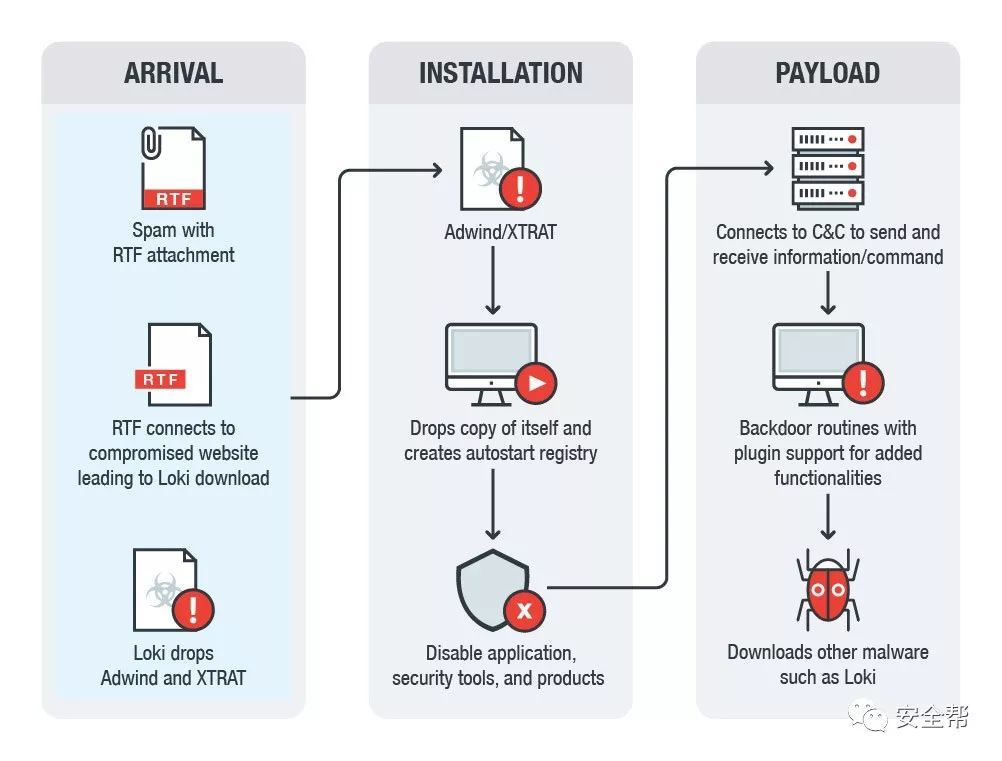 ARRIVAL
RTF
Spam with
RTF attachment
RTF
RTF connects to
compromised website
leading to Loki download
Loki drops
Adwind and XTRAT
INSTALLATION
Adwind/XTRAT
Drops copy of itself and
creates autostart registry
Disable application,
security tools, and products
PAYLOAD
Connects to C&C to send and
receive information/command
Backdoor routines with
plugin support for added
functionalities
Downloads other malware
such as Loki
安全帮